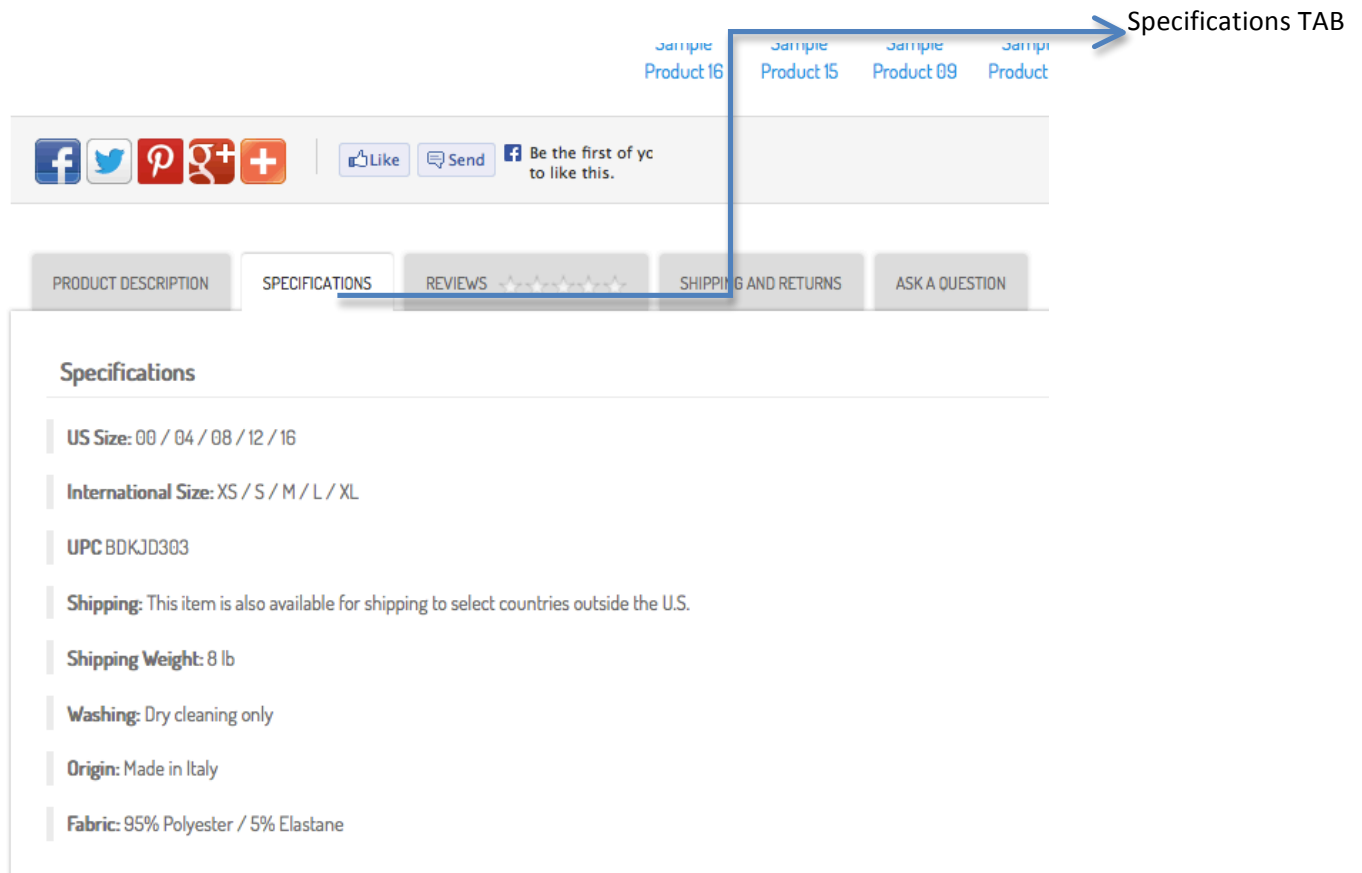 Specifications TAB
Sample Sample Sample
Product 16 Product 15 Product 09 Product
Like Send Be the first of
to like this.
PRODUCT DESCRIPTION SPECIFICATIONS REVIEWS SHIPPING AND RETURNS ASK A QUESTION
Specifications
US Size: 00 / 04 / 08 / 12 / 16
International Size: XS / S / M / L / XL
UPC BDKJD303
Shipping: This item is also available for shipping to select countries outside the U.S.
Shipping Weight: 8 lb
Washing: Dry cleaning only
Origin: Made in Italy
Fabric: 95% Polyester / 5% Elastane